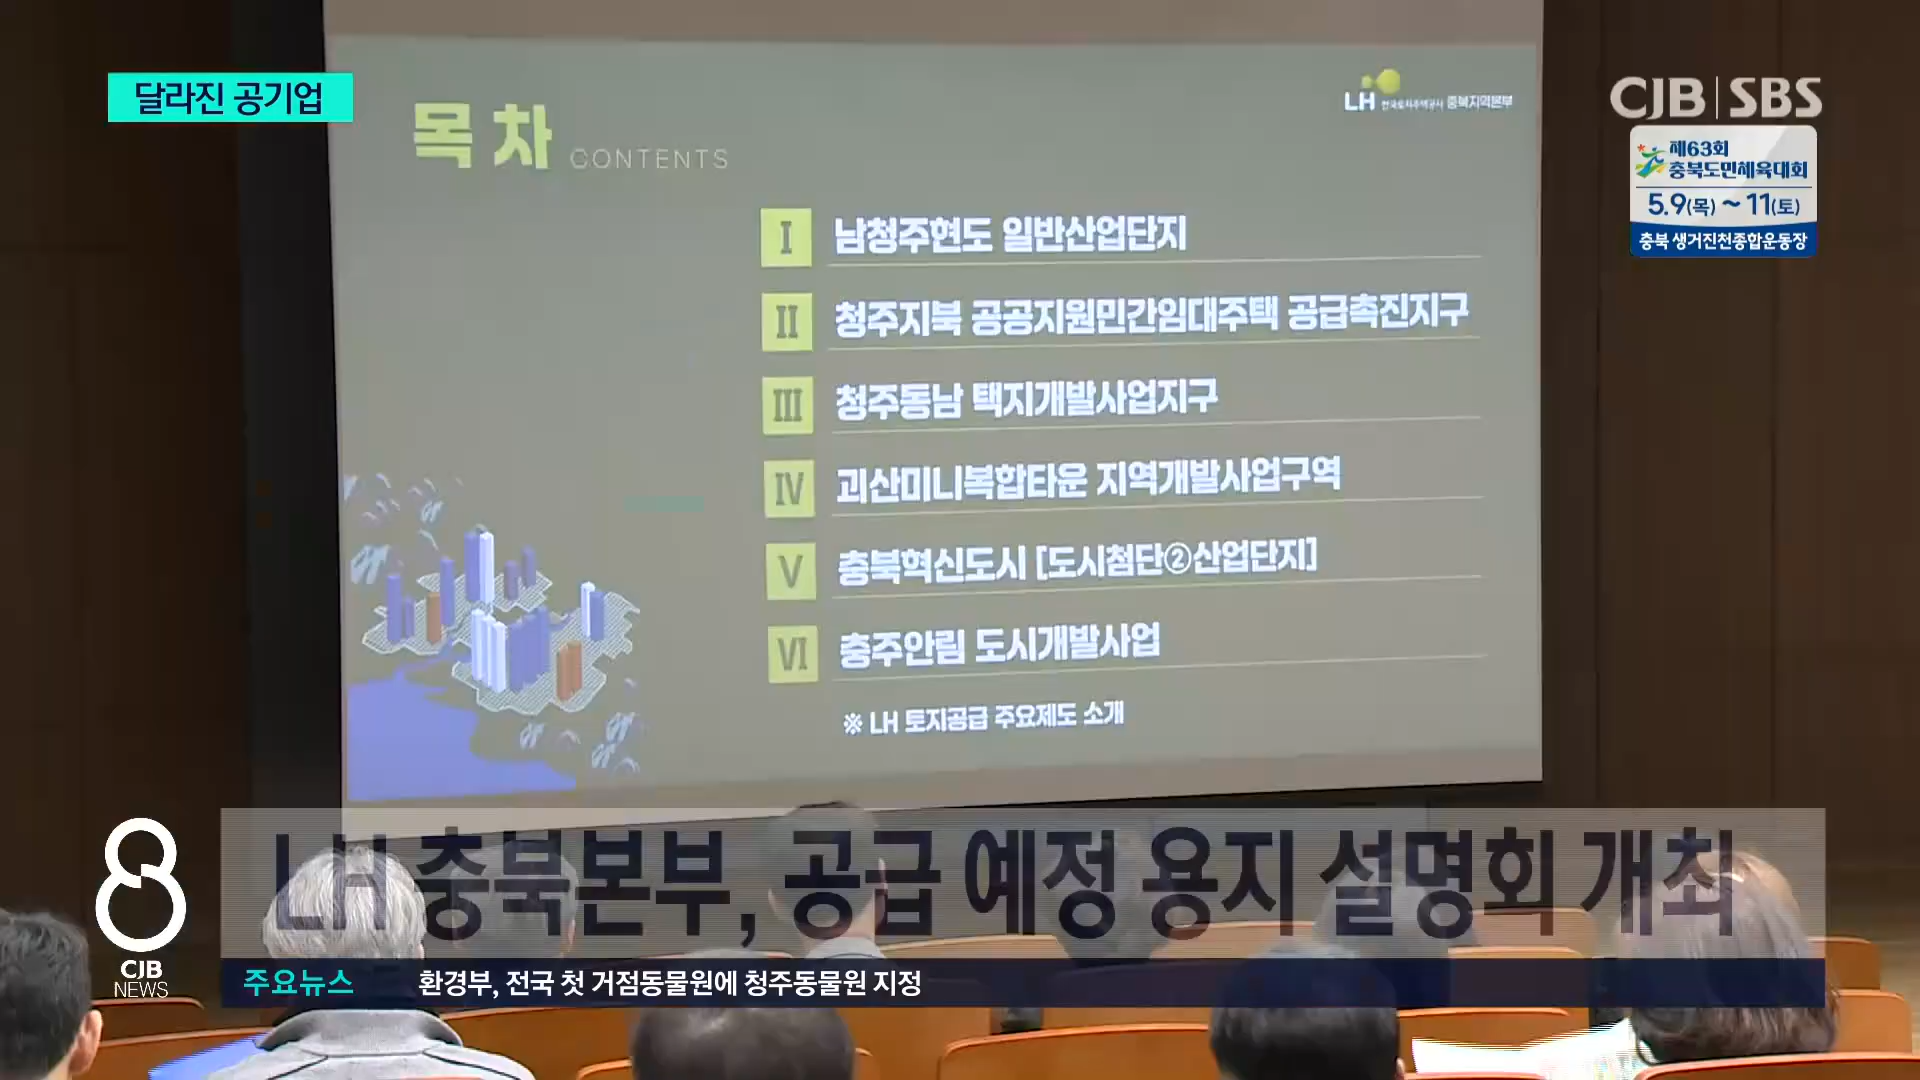 달라진 공기업
목차 CONTENTS
LH 한국토지주택공사 충북지역본부
CJB SBS
제63회
충북도민체육대회
5.9(목) ~ 11(토)
충북 생거진천종합운동장
I 남청주현도 일반산업단지
II 청주지북 공공지원민간임대주택 공급촉진지구
III 청주동남 택지개발사업지구
IV 괴산미니복합타운 지역개발사업구역
V 충북혁신도시 [도시첨단②산업단지]
VI 충주안림 도시개발사업
※ LH 토지공급 주요제도 소개
LH 충북본부, 공급 예정 용지 설명회 개최
8 CJB NEWS
주요뉴스 환경부, 전국 첫 거점동물원에 청주동물원 지정